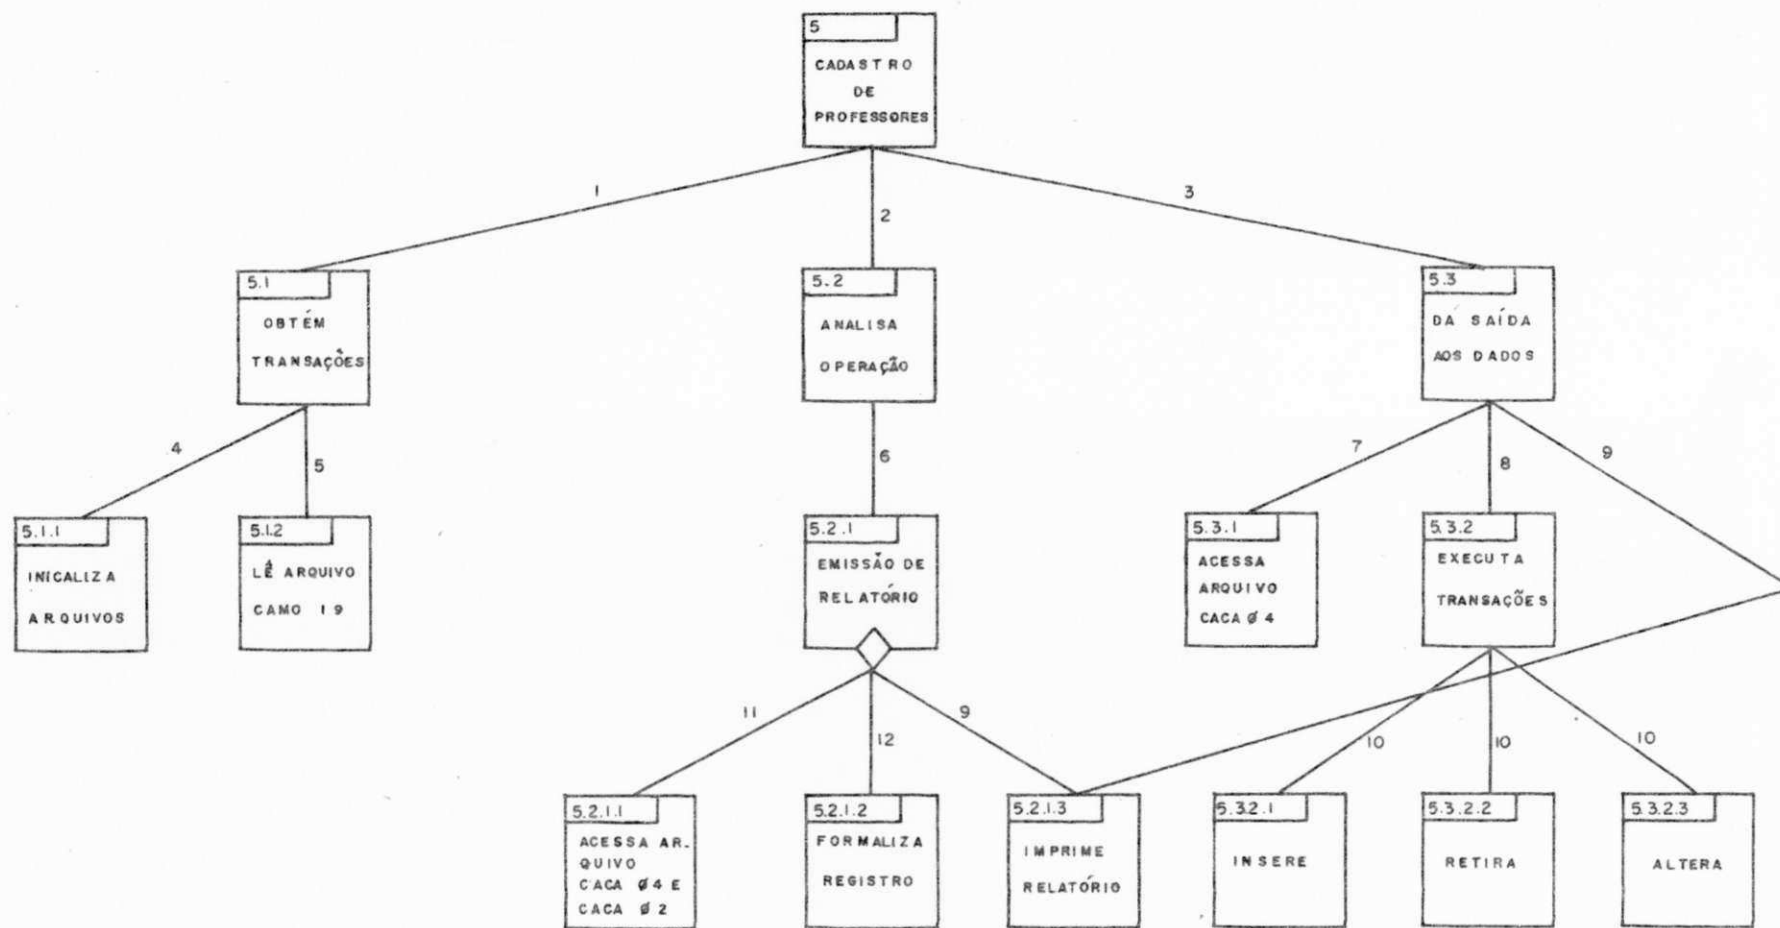 5
CADASTRO
DE
PROFESSORES
1
2
3
5.1
OBTÉM
TRANSAÇÕES
5.2
ANALISA
OPERAÇÃO
5.3
DÁ SAÍDA
AOS DADOS
4
5
6
7
8
9
5.1.1
INICALIZA
ARQUIVOS
5.1.2
LÊ ARQUIVO
CAMO 19
5.2.1
EMISSÃO DE
RELATÓRIO
5.3.1
ACESSA
ARQUIVO
CACA Ø4
5.3.2
EXECUTA
TRANSAÇÕES
11
12
9
10
10
10
5.2.1.1
ACESSA AR-
QUIVO
CACA Ø4 E
CACA Ø2
5.2.1.2
FORMALIZA
REGISTRO
5.2.1.3
IMPRIME
RELATÓRIO
5.3.2.1
INSERE
5.3.2.2
RETIRA
5.3.2.3
ALTERA